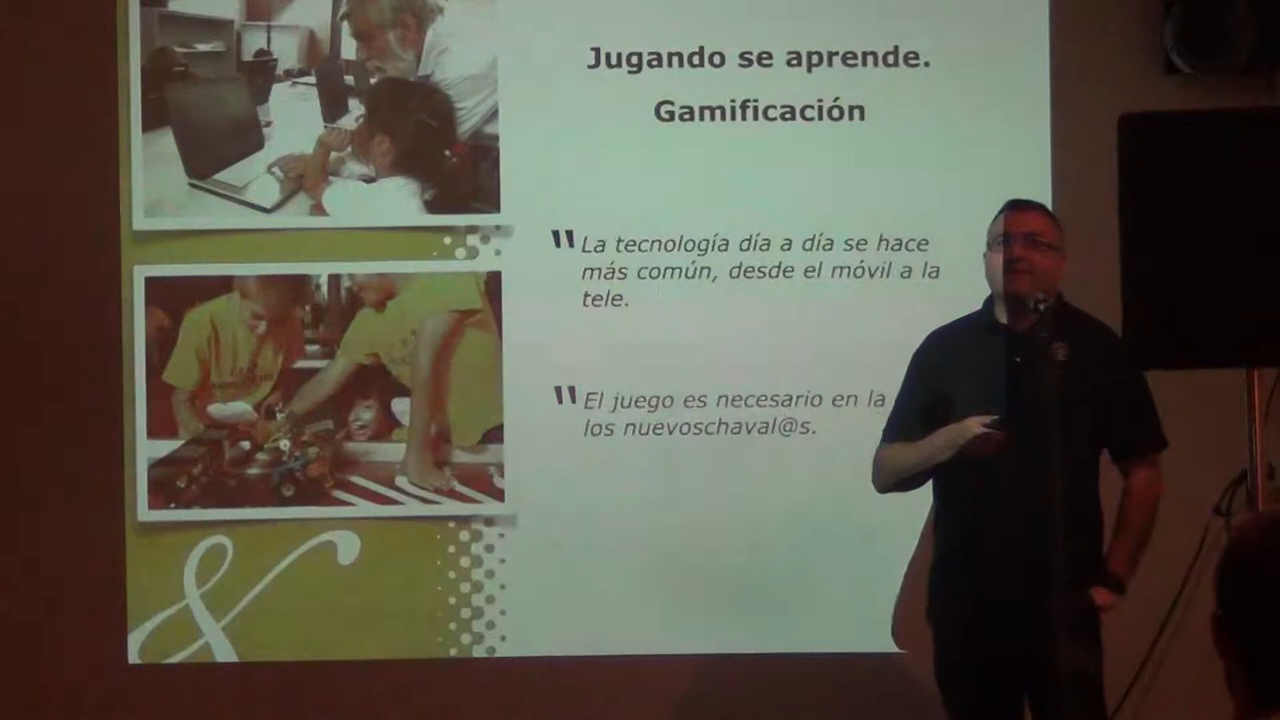 Jugando se aprende.
Gamificación
" La tecnología día a día se hace
más común, desde el móvil a la
tele.
" El juego es necesario en la
los nuevoschaval@s.
&